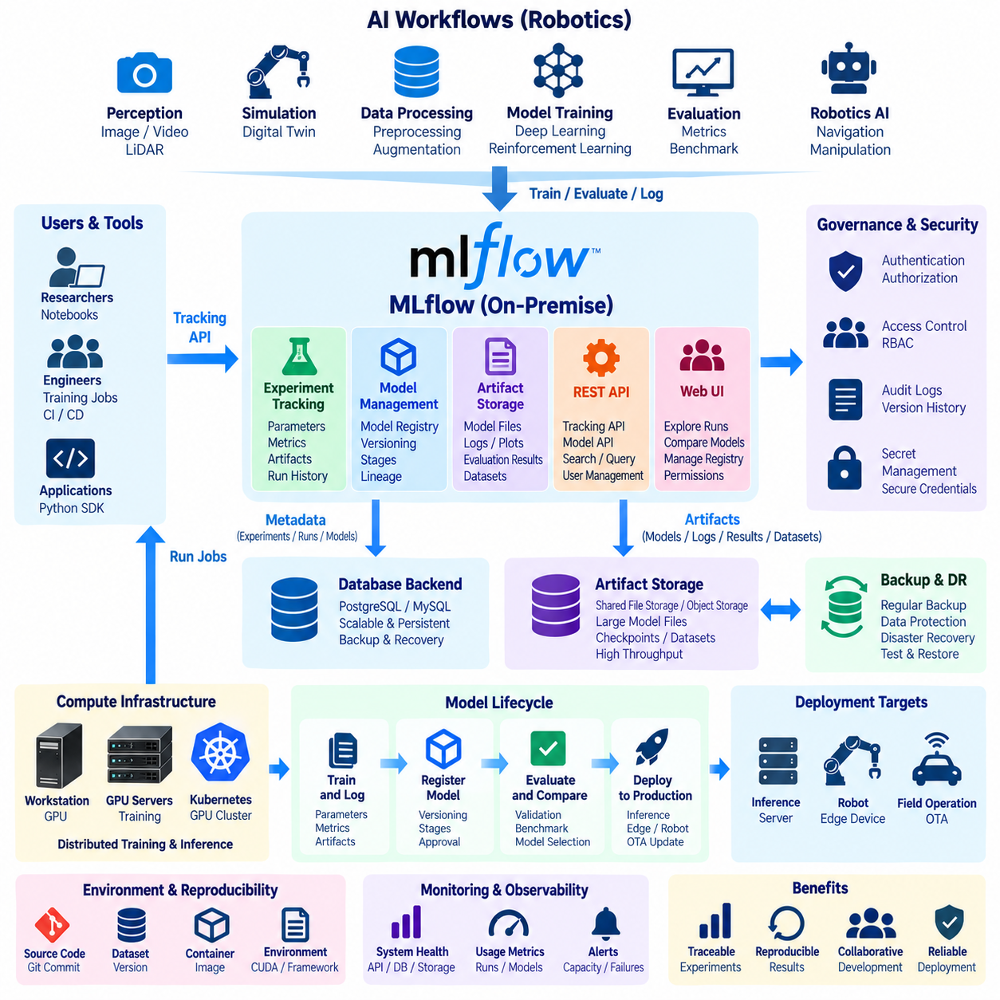 AI Workflows (Robotics)
Perception
Image / Video
LiDAR
Simulation
Digital Twin
Data Processing
Preprocessing
Augmentation
Model Training
Deep Learning
Reinforcement Learning
Evaluation
Metrics
Benchmark
Robotics AI
Navigation
Manipulation
Train / Evaluate / Log
Users & Tools
Researchers
Notebooks
Engineers
Training Jobs
CI / CD
Applications
Python SDK
Tracking
API
mlflow™
MLflow (On-Premise)
Experiment
Tracking
Parameters
Metrics
Artifacts
Run History
Model
Management
Model Registry
Versioning
Stages
Lineage
Artifact
Storage
Model Files
Logs / Plots
Evaluation Results
Datasets
REST API
Tracking API
Model API
Search / Query
User Management
Web UI
Explore Runs
Compare Models
Manage Registry
Permissions
Governance & Security
Authentication
Authorization
Access Control
RBAC
Audit Logs
Version History
Secret
Management
Secure Credentials
Run Jobs
Metadata
(Experiments / Runs / Models)
Artifacts
(Models / Logs / Results / Datasets)
Database Backend
PostgreSQL / MySQL
Scalable & Persistent
Backup & Recovery
Artifact Storage
Shared File Storage / Object Storage
Large Model Files
Checkpoints / Datasets
High Throughput
Backup & DR
Regular Backup
Data Protection
Disaster Recovery
Test & Restore
Compute Infrastructure
Workstation
GPU
GPU Servers
Training
Kubernetes
GPU Cluster
Distributed Training & Inference
Model Lifecycle
Train
and Log
Parameters
Metrics
Artifacts
Register
Model
Versioning
Stages
Approval
Evaluate
and Compare
Validation
Benchmark
Model Selection
Deploy
to Production
Inference
Edge / Robot
OTA Update
Deployment Targets
Inference
Server
Robot
Edge Device
Field Operation
OTA
Environment & Reproducibility
Source Code
Git Commit
Dataset
Version
Container
Image
Environment
CUDA / Framework
Monitoring & Observability
System Health
API / DB / Storage
Usage Metrics
Runs / Models
Alerts
Capacity / Failures
Benefits
Traceable
Experiments
Reproducible
Results
Collaborative
Development
Reliable
Deployment